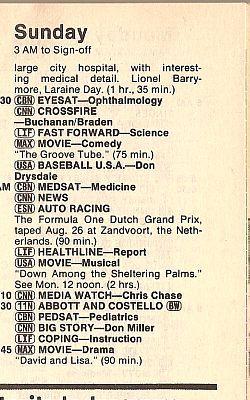 Sunday
3 AM to Sign-off
large city hospital, with interest-
ing medical detail. Lionel Barry-
more, Laraine Day. (1 hr., 35 min.)
30 CBN EYESAT—Ophthalmology
CNN CROSSFIRE
—Buchanan/Braden
LIF FAST FORWARD—Science
MAX MOVIE—Comedy
"The Groove Tube." (75 min.)
USA BASEBALL U.S.A.—Don
Drysdale
AM CBN MEDSAT—Medicine
CNN NEWS
ESN AUTO RACING
The Formula One Dutch Grand Prix,
taped Aug. 26 at Zandvoort, the Neth-
erlands. (90 min.)
LIF HEALTHLINE—Report
USA MOVIE—Musical
"Down Among the Sheltering Palms."
See Mon. 12 noon. (2 hrs.)
10 CNN MEDIA WATCH—Chris Chase
30 11N ABBOTT AND COSTELLO BW
CBN PEDSAT—Pediatrics
CNN BIG STORY—Don Miller
LIF COPING—Instruction
45 MAX MOVIE—Drama
"David and Lisa." (90 min.)